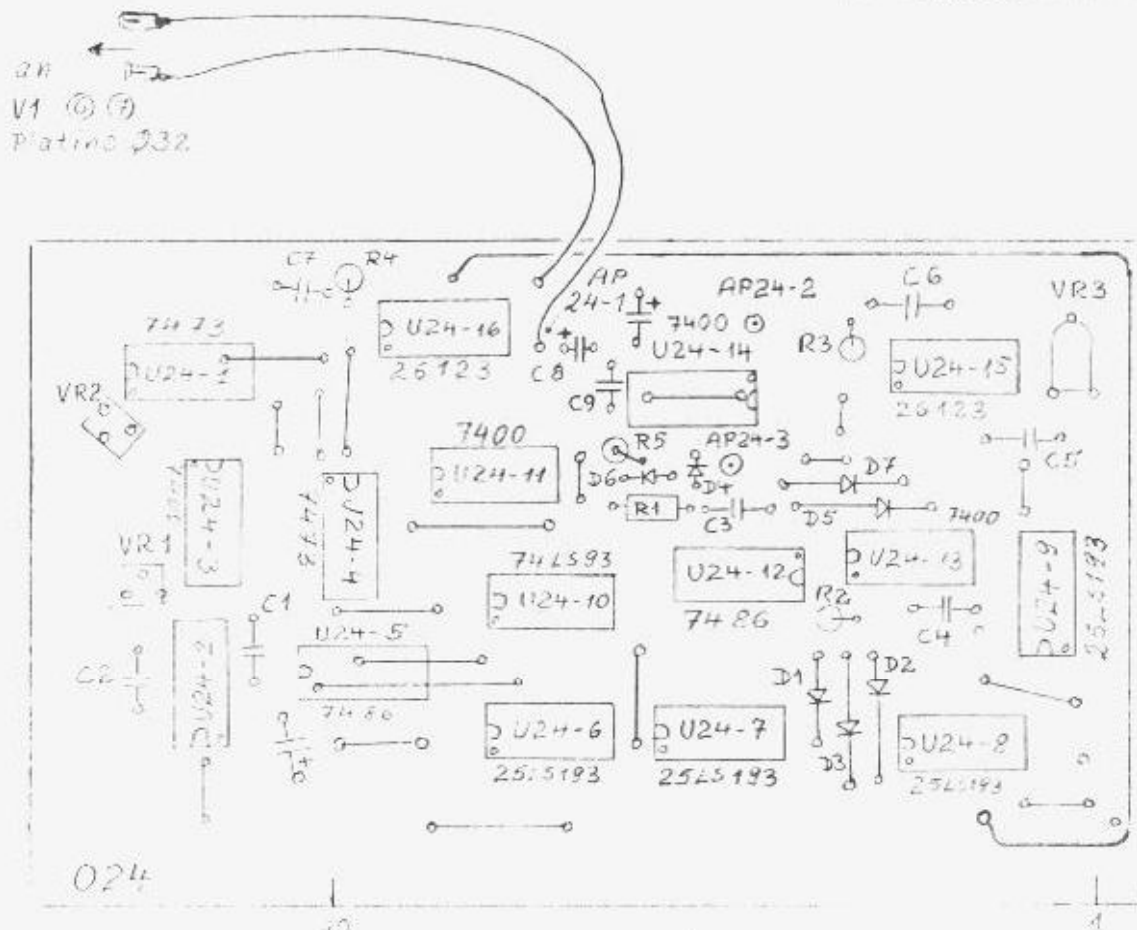 an
V1 ⑥ ⑦
Platine 232
C7
R4
AP
24-1
AP24-2
C6
VR3
7473
U24-16
7400
R3
U24-14
U24-1
26123
C8
U24-15
VR2
C9
26123
7400
R5
AP24-3
C5
U24-11
D6
D4
D7
U24-3
U24-4
R1
C3
D5
7400
VR1
74LS93
U24-12
U24-13
U24-9
25LS193
C1
U24-10
7486
R2
C4
U24-5
C2
D1
D2
7486
U24-6
U24-7
D3
U24-8
25LS193
25LS193
25LS193
024
1